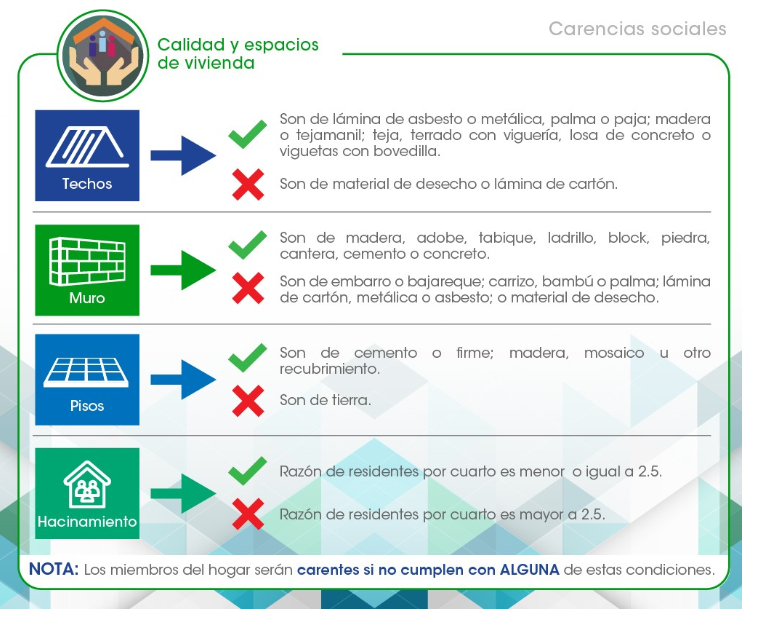 Carencias sociales
Calidad y espacios
de vivienda
Techos
Son de lámina de asbesto o metálica, palma o paja; madera
o tejamanil; teja, terrado con viguería, losa de concreto o
viguetas con bovedilla.
Son de material de desecho o lámina de cartón.
Muro
Son de madera, adobe, tabique, ladrillo, block, piedra,
cantera, cemento o concreto.
Son de embarro o bajareque; carrizo, bambú o palma; lámina
de cartón, metálica o asbesto; o material de desecho.
Pisos
Son de cemento o firme; madera, mosaico u otro
recubrimiento.
Son de tierra.
Hacinamiento
Razón de residentes por cuarto es menor o igual a 2.5.
Razón de residentes por cuarto es mayor a 2.5.
NOTA: Los miembros del hogar serán carentes si no cumplen con ALGUNA de estas condiciones.